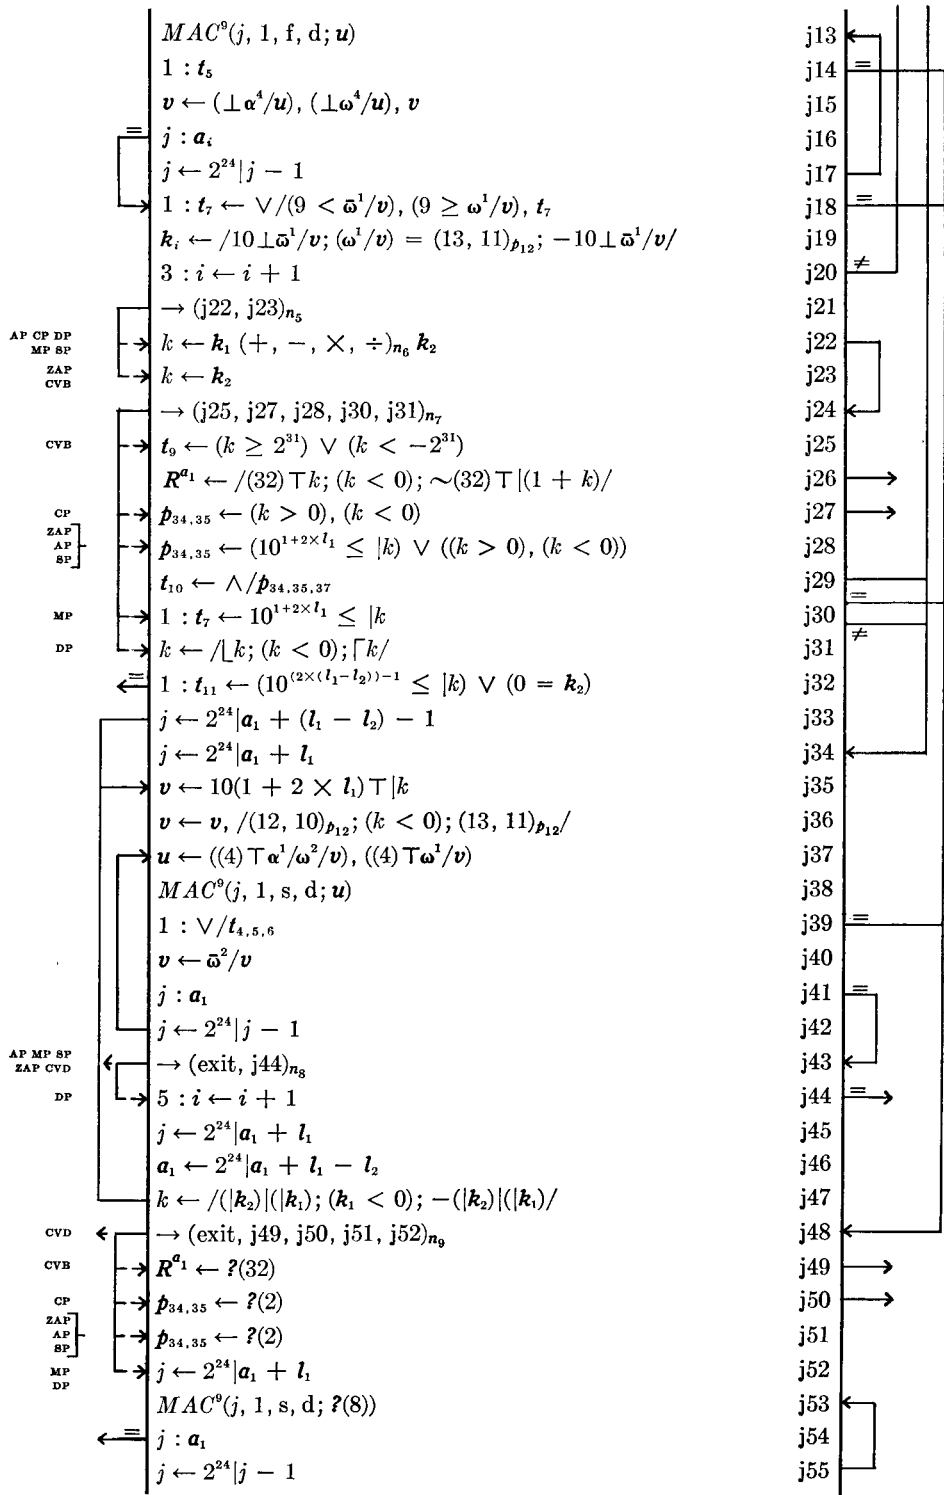 MAC⁹(j, 1, f, d; u) j13
= 1 : t₅ j14 =
v ← (⊥α⁴/u), (⊥ω⁴/u), v j15
= j : aᵢ j16
j ← 2²⁴|j − 1 j17
1 : t₇ ← ∨/(9 < ω̄¹/v), (9 ≥ ω¹/v), t₇ j18 =
kᵢ ← /10⊥ω̄¹/v; (ω¹/v) = (13, 11)ₚ₁₂; −10⊥ω̄¹/v/ j19
3 : i ← i + 1 j20 ≠
→ (j22, j23)ₙ₅ j21
AP CP DP MP SP k ← k₁ (+, −, ×, ÷)ₙ₆ k₂ j22
ZAP CVB k ← k₂ j23
→ (j25, j27, j28, j30, j31)ₙ₇ j24
CVB t₉ ← (k ≥ 2³¹) ∨ (k < −2³¹) j25
R^a₁ ← /(32)⊤k; (k < 0); ∼(32)⊤|(1 + k)/ j26
CP p₃₄,₃₅ ← (k > 0), (k < 0) j27
ZAP AP SP p₃₄,₃₅ ← (10^(1+2×l₁) ≤ |k) ∨ ((k > 0), (k < 0)) j28
t₁₀ ← ∧/p₃₄,₃₅,₃₇ j29
MP 1 : t₇ ← 10^(1+2×l₁) ≤ |k j30 = ≠
DP k ← /⌊k; (k < 0); ⌈k/ j31
= 1 : t₁₁ ← (10^((2×(l₁−l₂))−1) ≤ |k) ∨ (0 = k₂) j32
j ← 2²⁴|a₁ + (l₁ − l₂) − 1 j33
j ← 2²⁴|a₁ + l₁ j34
v ← 10(1 + 2 × l₁)⊤|k j35
v ← v, /(12, 10)ₚ₁₂; (k < 0); (13, 11)ₚ₁₂/ j36
u ← ((4)⊤α¹/ω²/v), ((4)⊤ω¹/v) j37
MAC⁹(j, 1, s, d; u) j38
1 : ∨/t₄,₅,₆ j39 =
v ← ω̄²/v j40
j : a₁ j41 =
j ← 2²⁴|j − 1 j42
AP MP SP ZAP CVD → (exit, j44)ₙ₈ j43
DP 5 : i ← i + 1 j44 =
j ← 2²⁴|a₁ + l₁ j45
a₁ ← 2²⁴|a₁ + l₁ − l₂ j46
k ← /(|k₂)|(|k₁); (k₁ < 0); −(|k₂)|(|k₁)/ j47
CVD → (exit, j49, j50, j51, j52)ₙ₉ j48
CVB R^a₁ ← ?(32) j49
CP p₃₄,₃₅ ← ?(2) j50
ZAP AP SP p₃₄,₃₅ ← ?(2) j51
MP DP j ← 2²⁴|a₁ + l₁ j52
MAC⁹(j, 1, s, d; ?(8)) j53
= j : a₁ j54
j ← 2²⁴|j − 1 j55